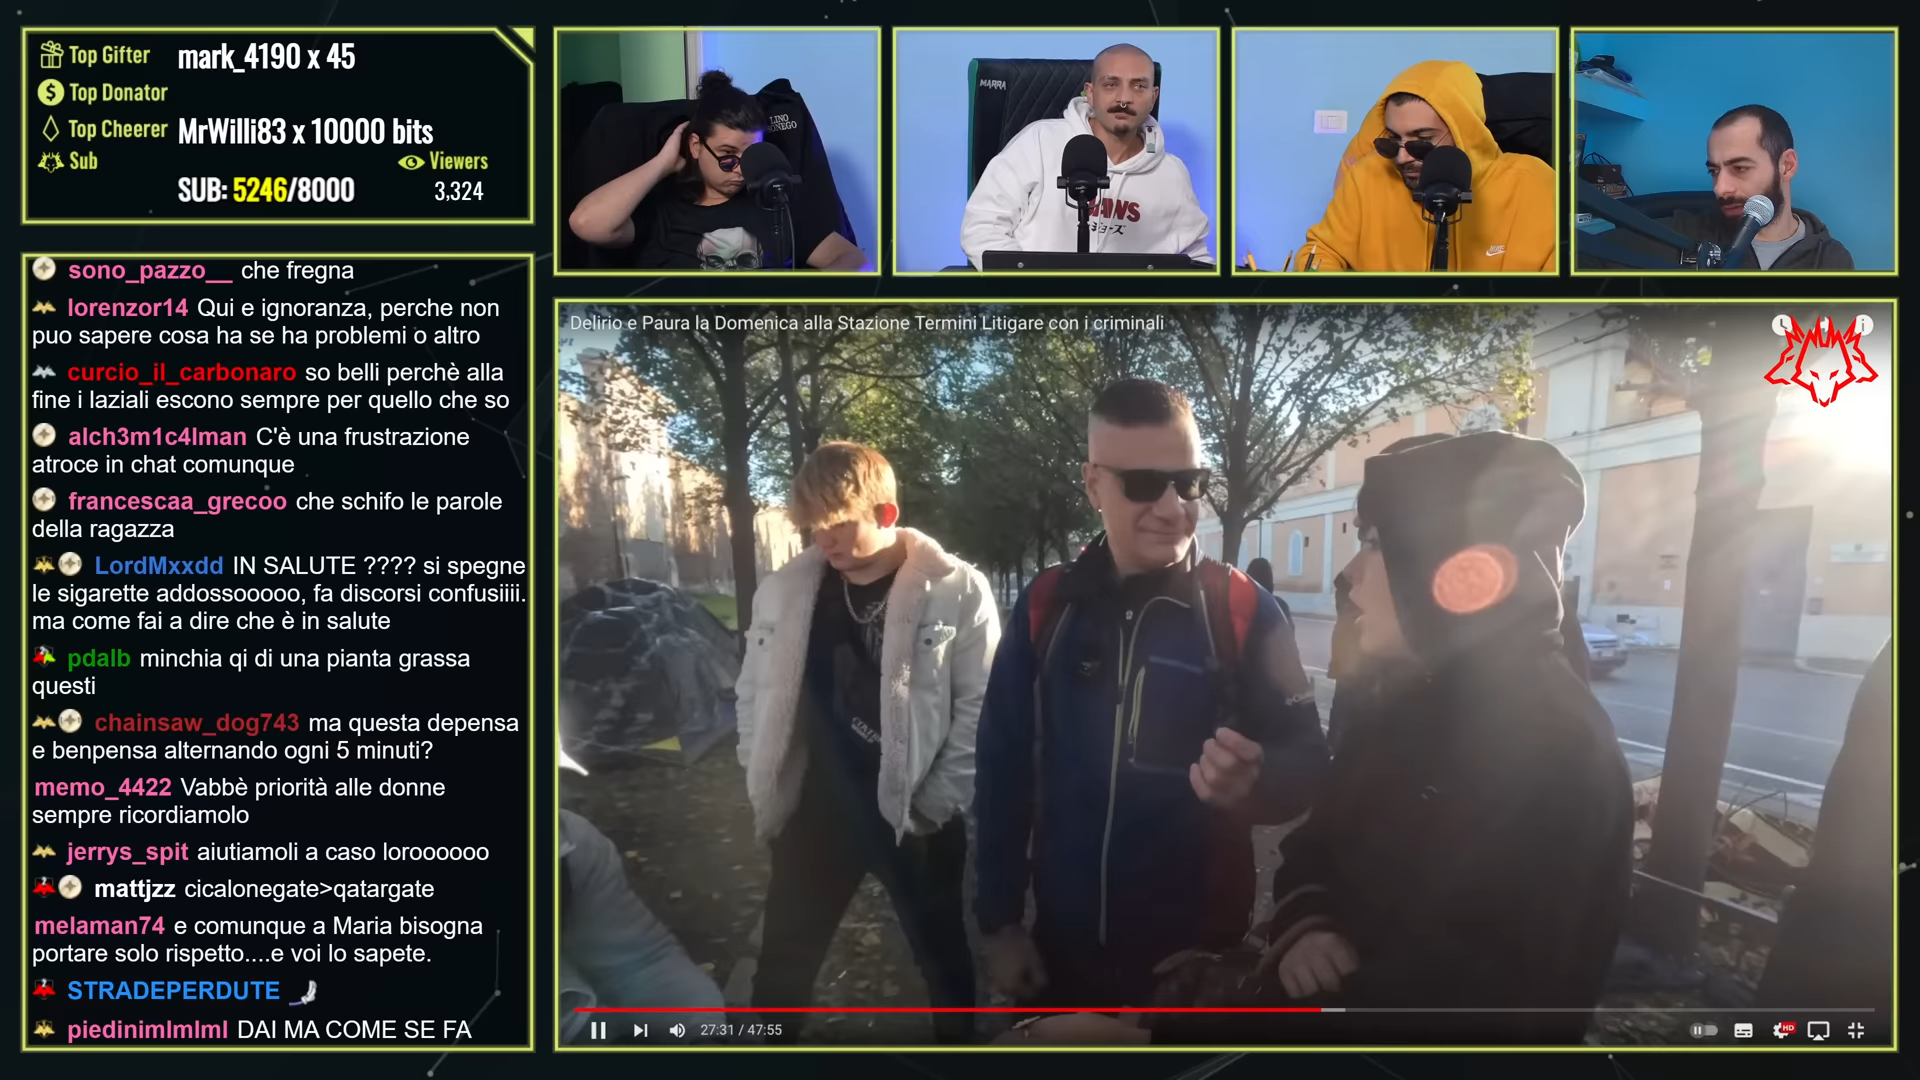 Top Gifter mark_4190 x 45
Top Donator
Top Cheerer MrWilli83 x 10000 bits
Sub Viewers
SUB: 5246/8000 3,324
sono_pazzo__ che fregna
lorenzor14 Qui e ignoranza, perche non
puo sapere cosa ha se ha problemi o altro
curcio_il_carbonaro so belli perchè alla
fine i laziali escono sempre per quello che so
alch3m1c4lman C'è una frustrazione
atroce in chat comunque
francescaa_grecoo che schifo le parole
della ragazza
LordMxxdd IN SALUTE ???? si spegne
le sigarette addossooooo, fa discorsi confusiiii.
ma come fai a dire che è in salute
pdalb minchia qi di una pianta grassa
questi
chainsaw_dog743 ma questa depensa
e benpensa alternando ogni 5 minuti?
memo_4422 Vabbè priorità alle donne
sempre ricordiamolo
jerrys_spit aiutiamoli a caso loroooooo
mattjzz cicalonegate>qatargate
melaman74 e comunque a Maria bisogna
portare solo rispetto....e voi lo sapete.
STRADEPERDUTE
piedinimlmlml DAI MA COME SE FA
MARRA
Delirio e Paura la Domenica alla Stazione Termini Litigare con i criminali
27:31 / 47:55
HD